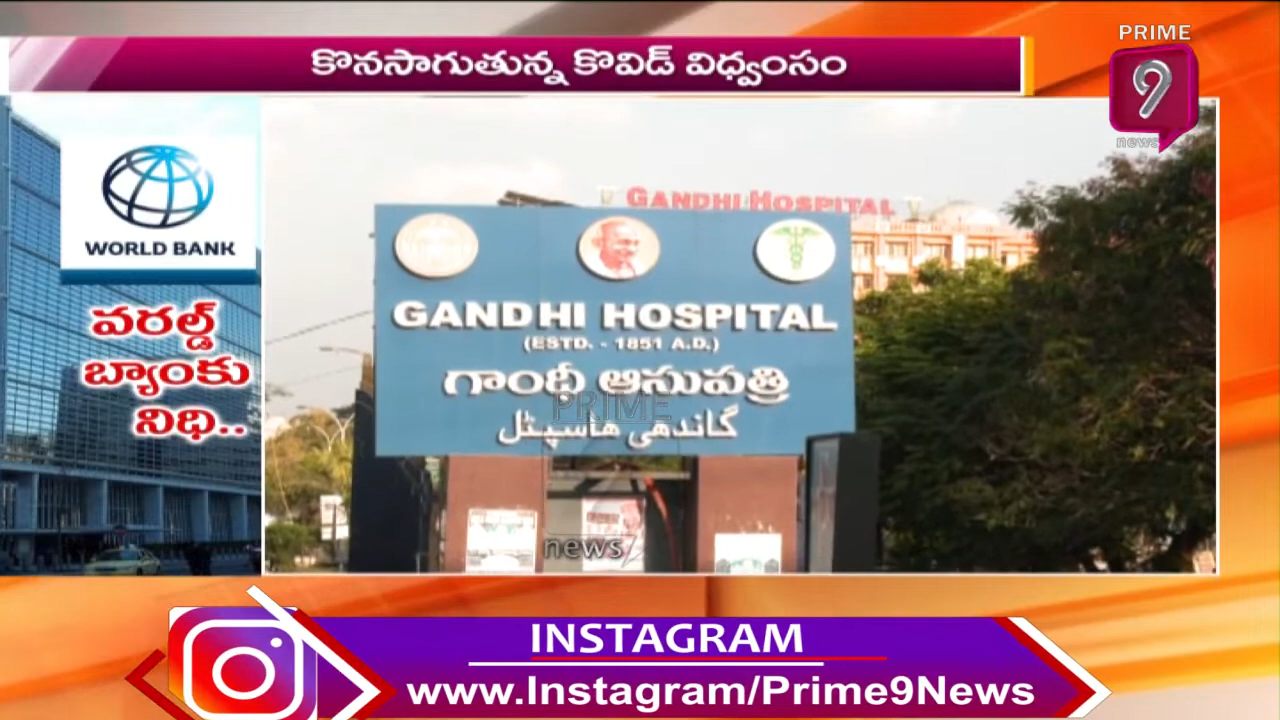 PRIME
9
news
కొనసాగుతున్న కొవిడ్ విధ్వంసం
WORLD BANK
వరల్డ్
బ్యాంకు
నిధి..
GANDHI HOSPITAL
GANDHI HOSPITAL
(ESTD. - 1851 A.D.)
గాంధీ ఆసుపత్రి
گاندھی ہاسپٹل
PRIME
news
INSTAGRAM
www.Instagram/Prime9News